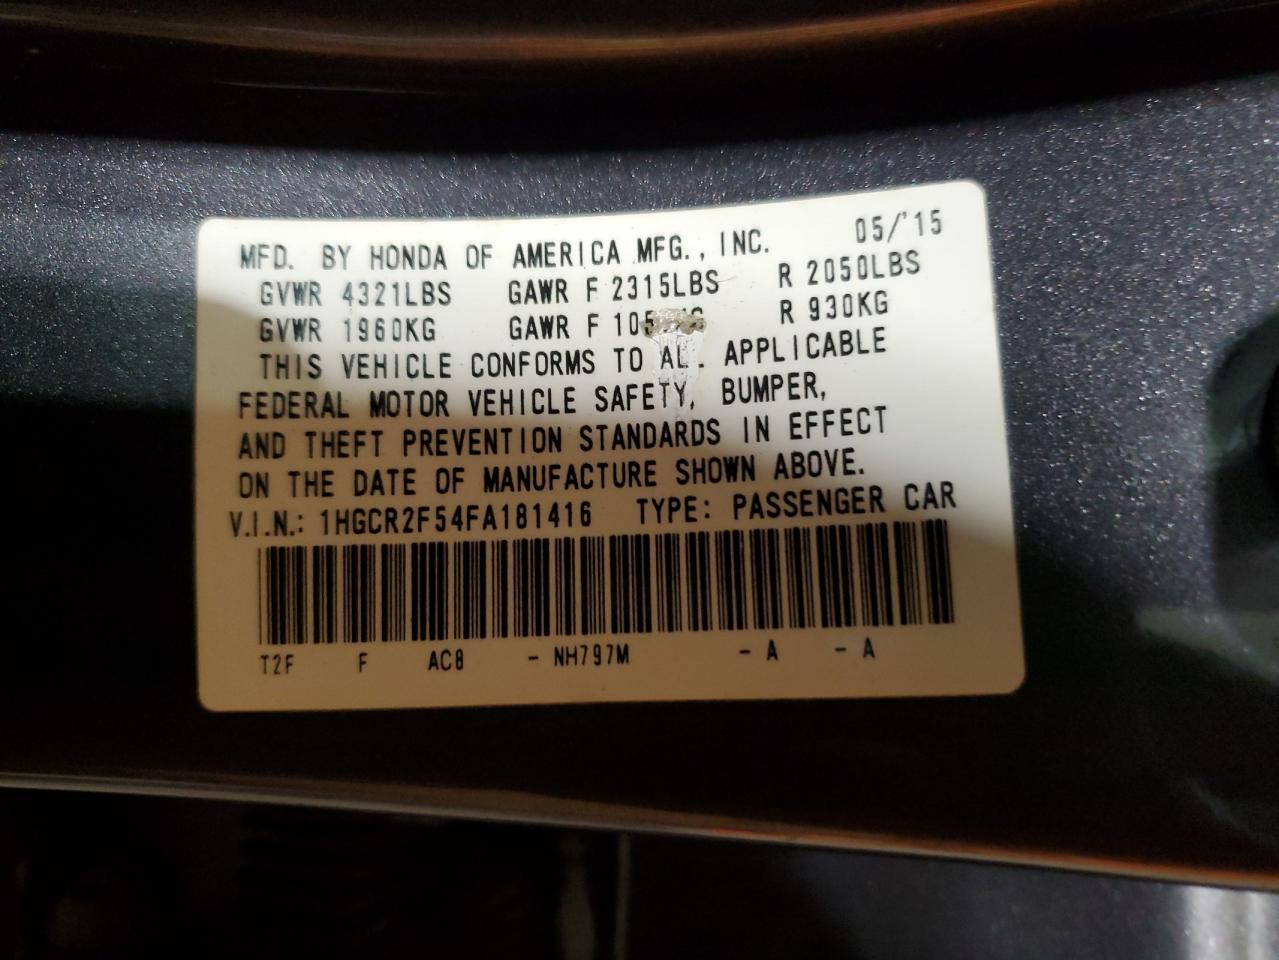 MFD. BY HONDA OF AMERICA MFG., INC. 05/'15
GVWR 4321LBS GAWR F 2315LBS R 2050LBS
GVWR 1960KG GAWR F R 930KG
THIS VEHICLE CONFORMS TO ALL APPLICABLE
FEDERAL MOTOR VEHICLE SAFETY, BUMPER,
AND THEFT PREVENTION STANDARDS IN EFFECT
ON THE DATE OF MANUFACTURE SHOWN ABOVE.
V.I.N.: 1HGCR2F54FA181416 TYPE: PASSENGER CAR
T2F F AC8 - NH797M - A - A